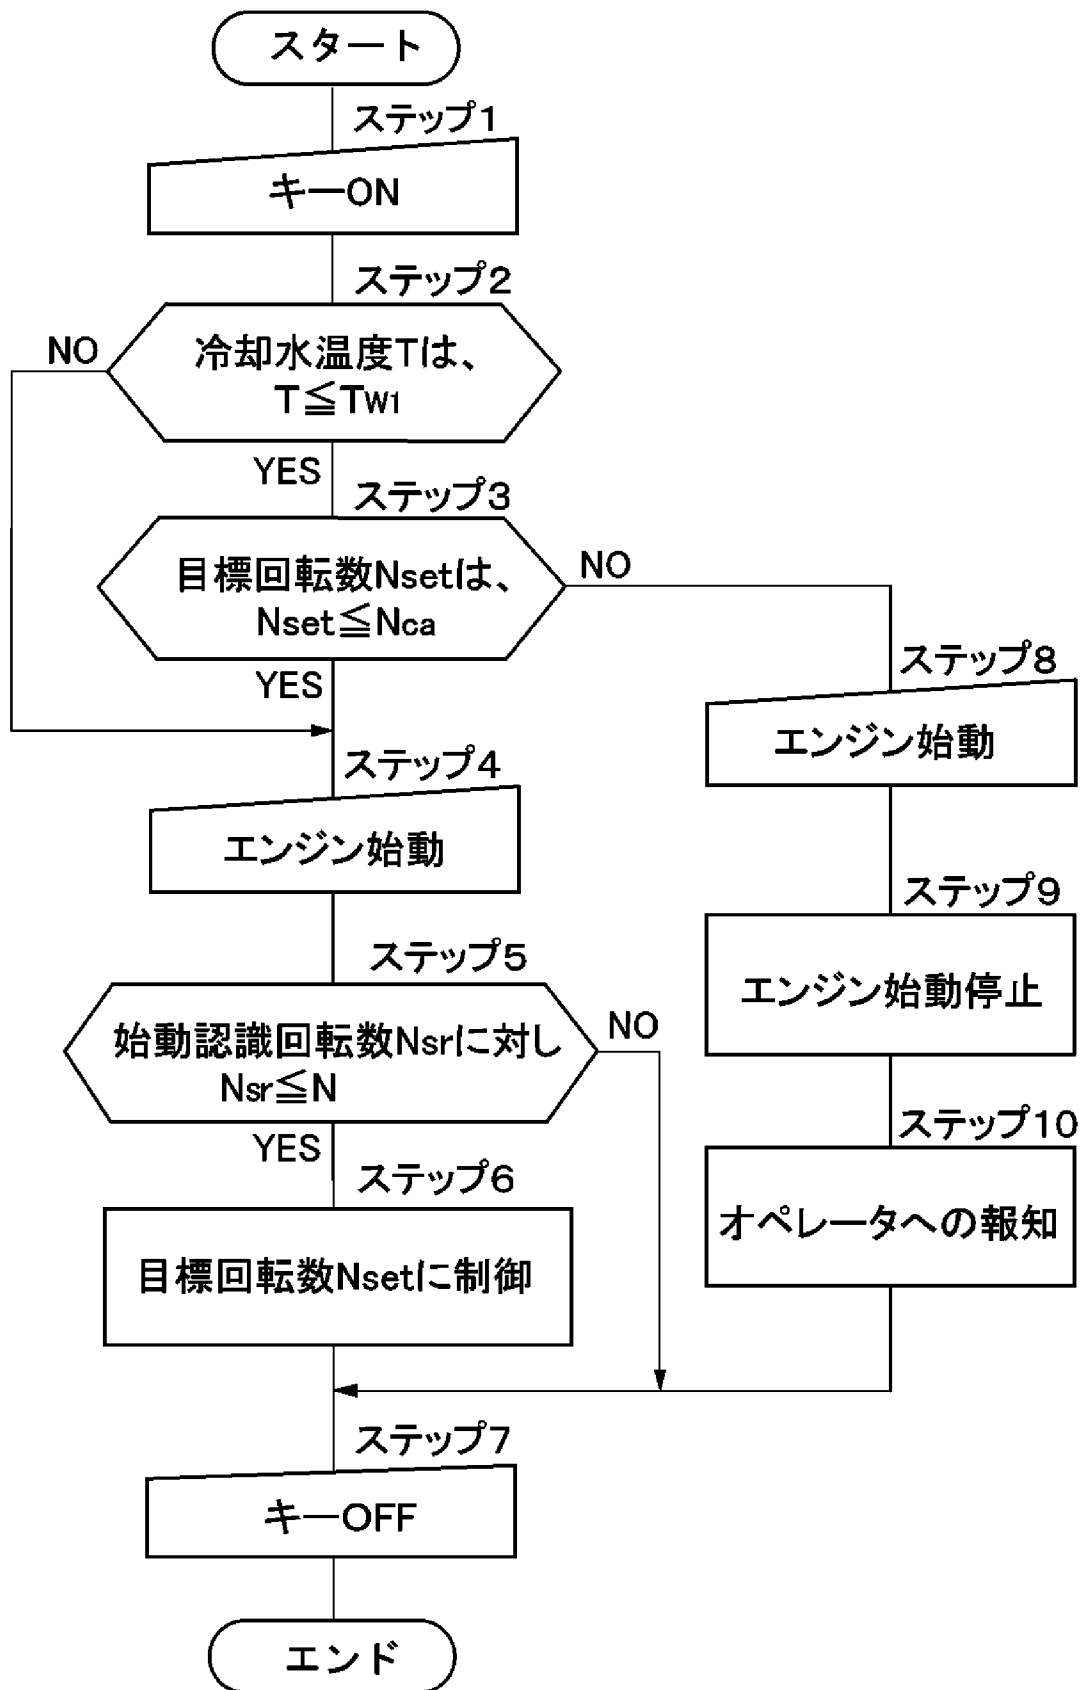 スタート
ステップ1
キーON
ステップ2
冷却水温度Tは、
T≦TW1
NO
YES
ステップ3
目標回転数Nsetは、
Nset≦Nca
NO
YES
ステップ4
エンジン始動
ステップ5
始動認識回転数Nsrに対し
Nsr≦N
NO
YES
ステップ6
目標回転数Nsetに制御
ステップ8
エンジン始動
ステップ9
エンジン始動停止
ステップ10
オペレータへの報知
ステップ7
キーOFF
エンド